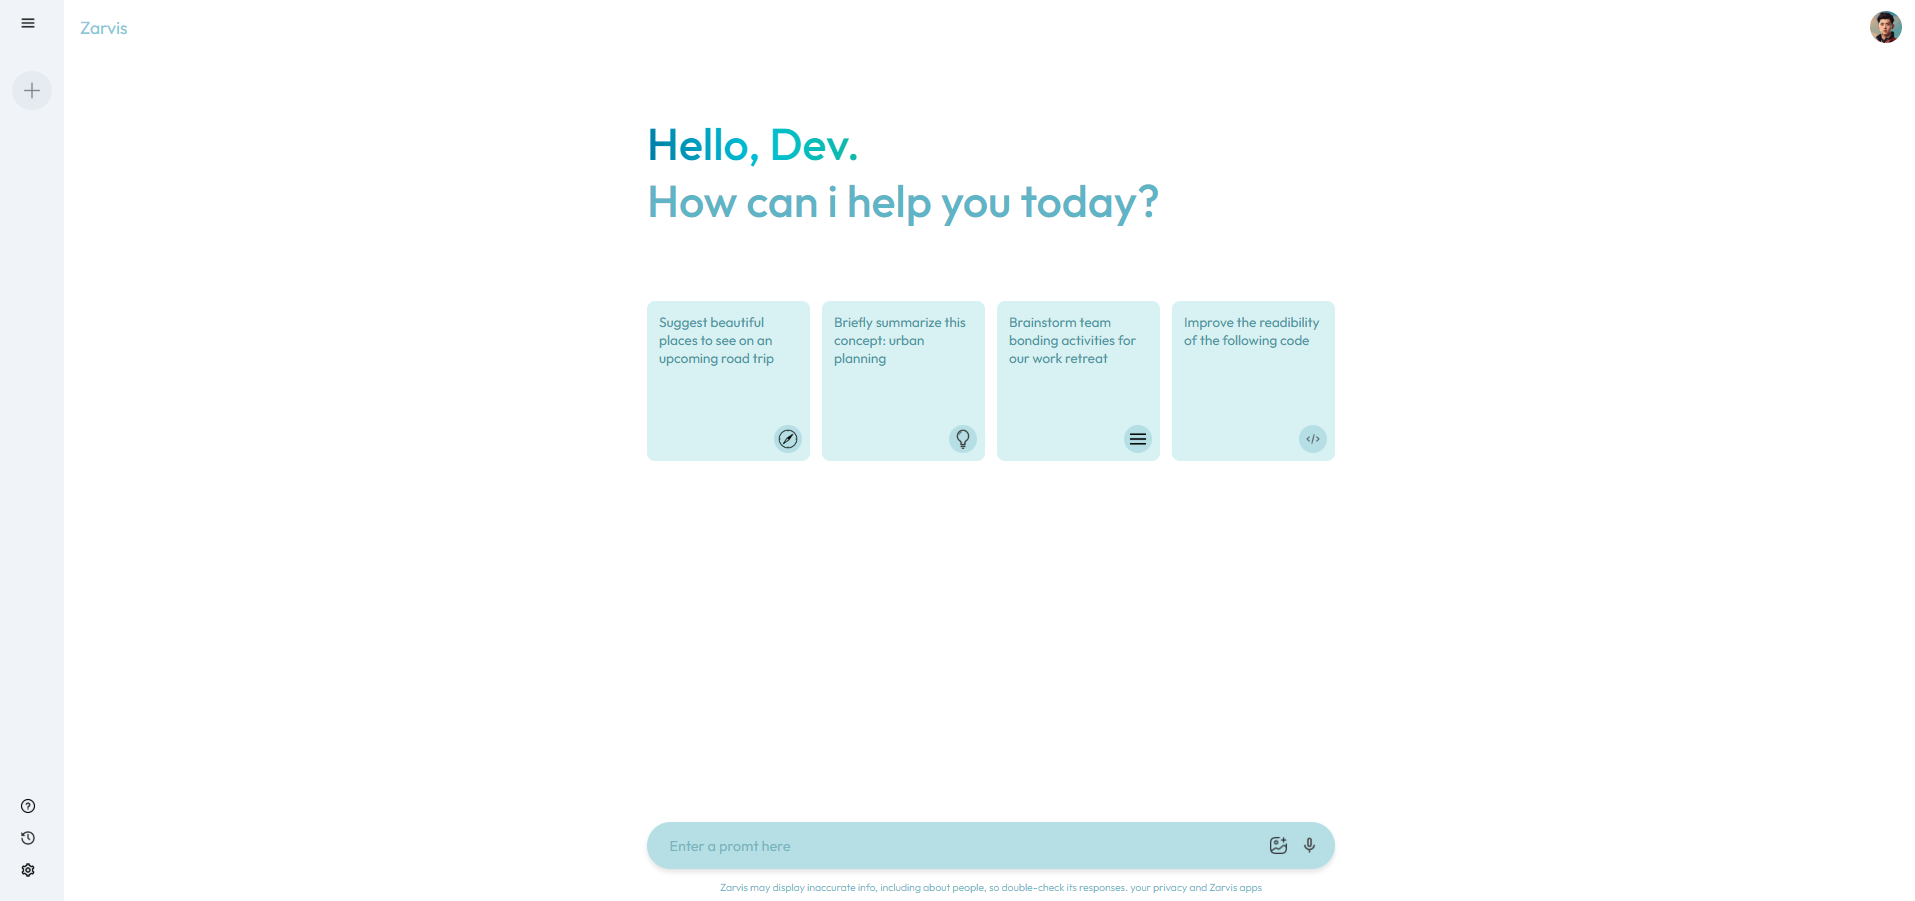 Zarvis
Hello, Dev.
How can i help you today?
Suggest beautiful
places to see on an
upcoming road trip
Briefly summarize this
concept: urban
planning
Brainstorm team
bonding activities for
our work retreat
Improve the readibility
of the following code
Enter a promt here
Zarvis may display inaccurate info, including about people, so double-check its responses. your privacy and Zarvis apps